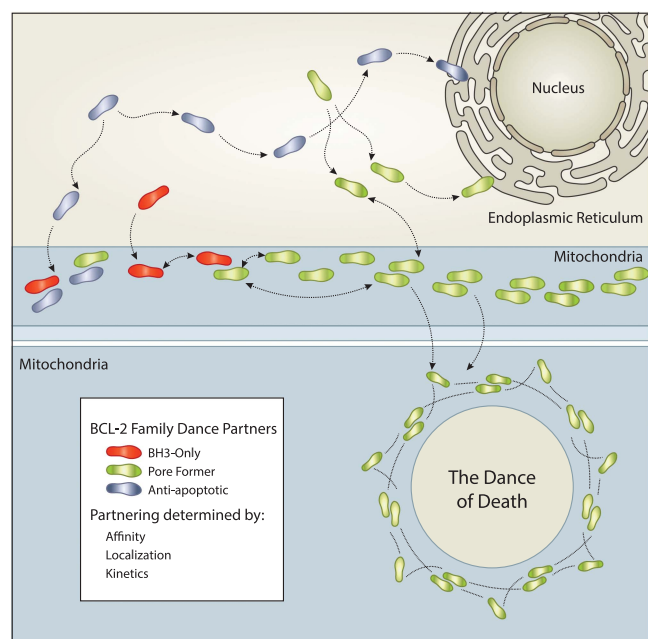 Nucleus
Endoplasmic Reticulum
Mitochondria
Mitochondria
BCL-2 Family Dance Partners
BH3-Only
Pore Former
Anti-apoptotic
Partnering determined by:
Affinity
Localization
Kinetics
The Dance
of Death